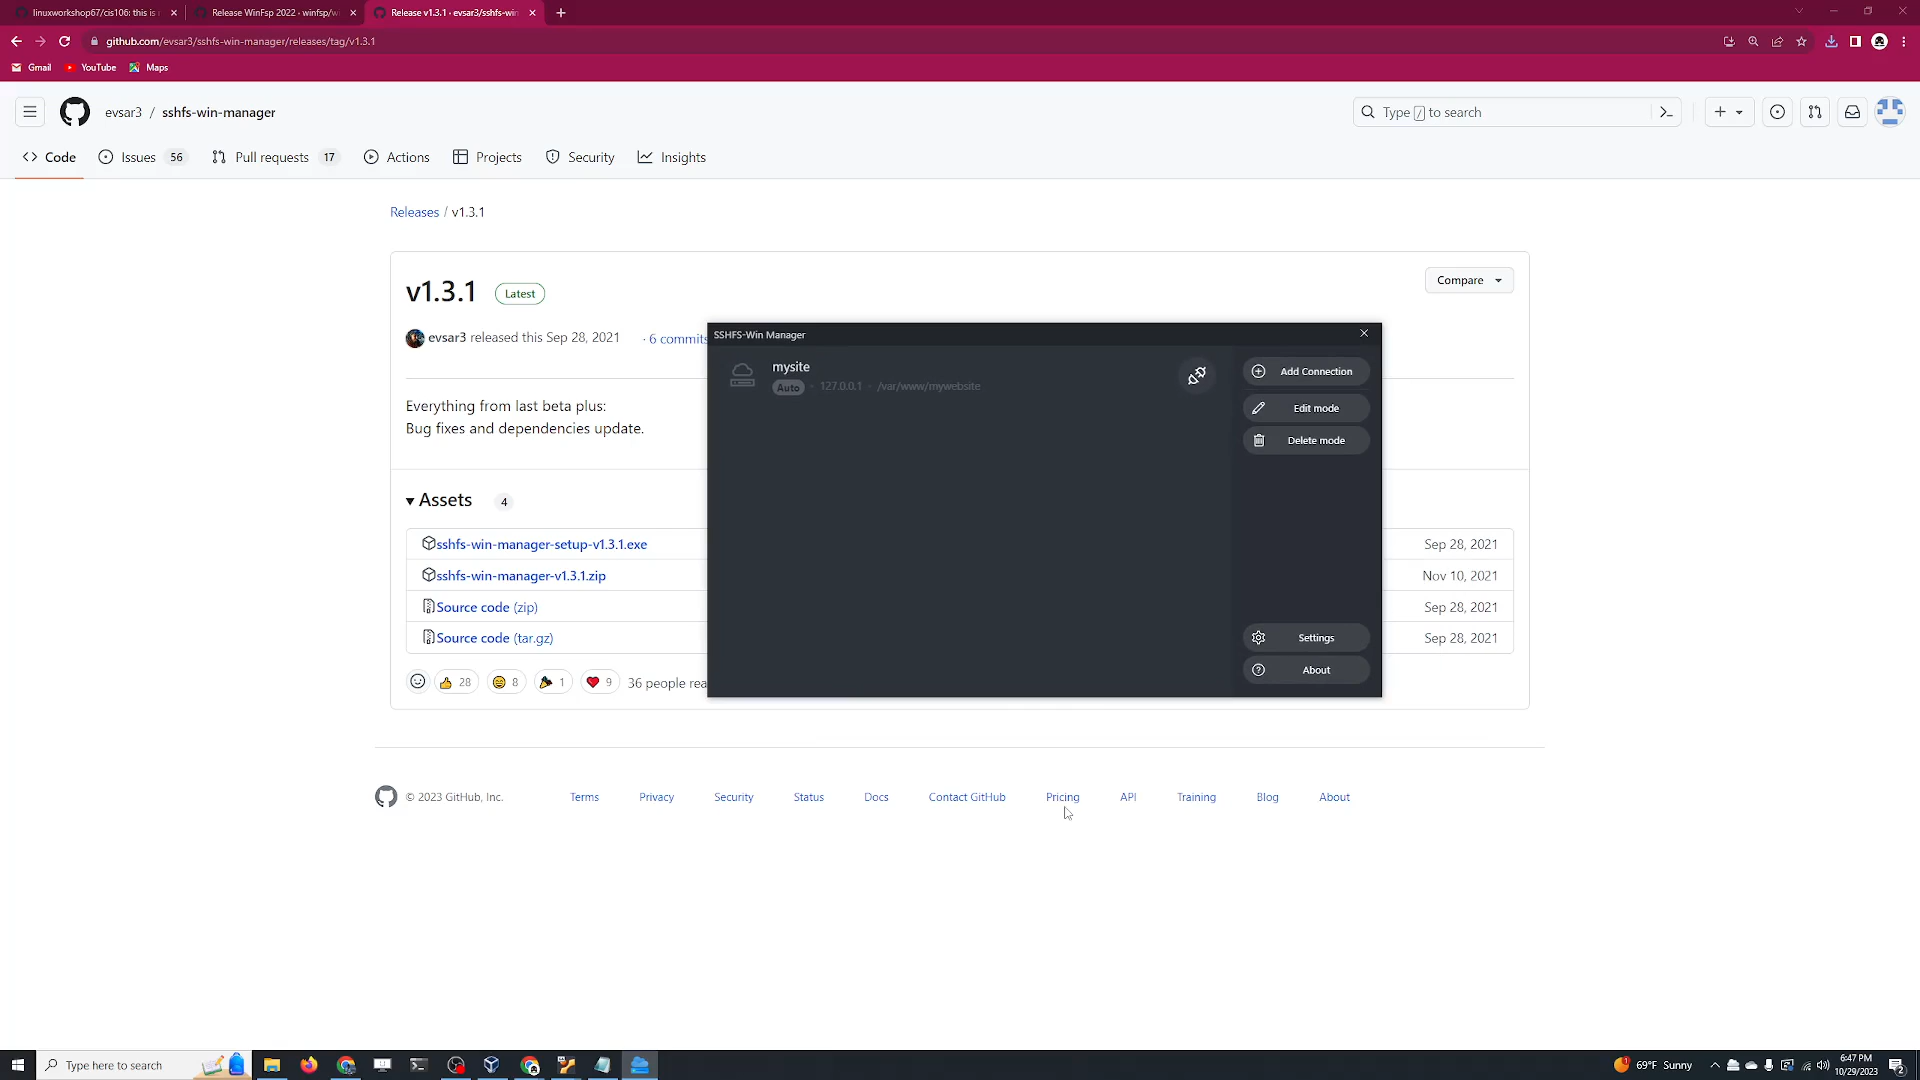 linuxworkshop67/cis106: this is
Release WinFsp 2022 · winfsp/w
Release v1.3.1 · evsar3/sshfs-win
github.com/evsar3/sshfs-win-manager/releases/tag/v1.3.1
Gmail
YouTube
Maps
evsar3 / sshfs-win-manager
Type / to search
Code
Issues 56
Pull requests 17
Actions
Projects
Security
Insights
Releases / v1.3.1
v1.3.1
Latest
Compare
evsar3 released this Sep 28, 2021
· 6 commits
Everything from last beta plus:
Bug fixes and dependencies update.
Assets 4
sshfs-win-manager-setup-v1.3.1.exe
Sep 28, 2021
sshfs-win-manager-v1.3.1.zip
Nov 10, 2021
Source code (zip)
Sep 28, 2021
Source code (tar.gz)
Sep 28, 2021
28
8
1
9
36 people rea
SSHFS-Win Manager
mysite
Auto · 127.0.0.1 · /var/www/mywebsite
Add Connection
Edit mode
Delete mode
Settings
About
© 2023 GitHub, Inc.
Terms
Privacy
Security
Status
Docs
Contact GitHub
Pricing
API
Training
Blog
About
Type here to search
1
69°F Sunny
6:47 PM
10/29/2023
2